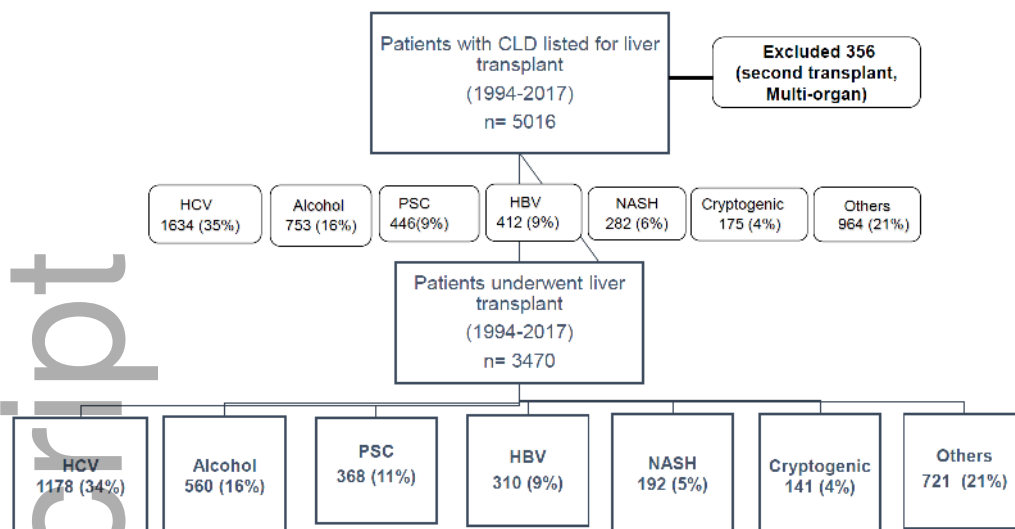 Patients with CLD listed for liver
transplant
(1994-2017)
n= 5016
Excluded 356
(second transplant,
Multi-organ)
HCV
1634 (35%)
Alcohol
753 (16%)
PSC
446(9%)
HBV
412 (9%)
NASH
282 (6%)
Cryptogenic
175 (4%)
Others
964 (21%)
Patients underwent liver
transplant
(1994-2017)
n= 3470
HCV
1178 (34%)
Alcohol
560 (16%)
PSC
368 (11%)
HBV
310 (9%)
NASH
192 (5%)
Cryptogenic
141 (4%)
Others
721 (21%)
cript